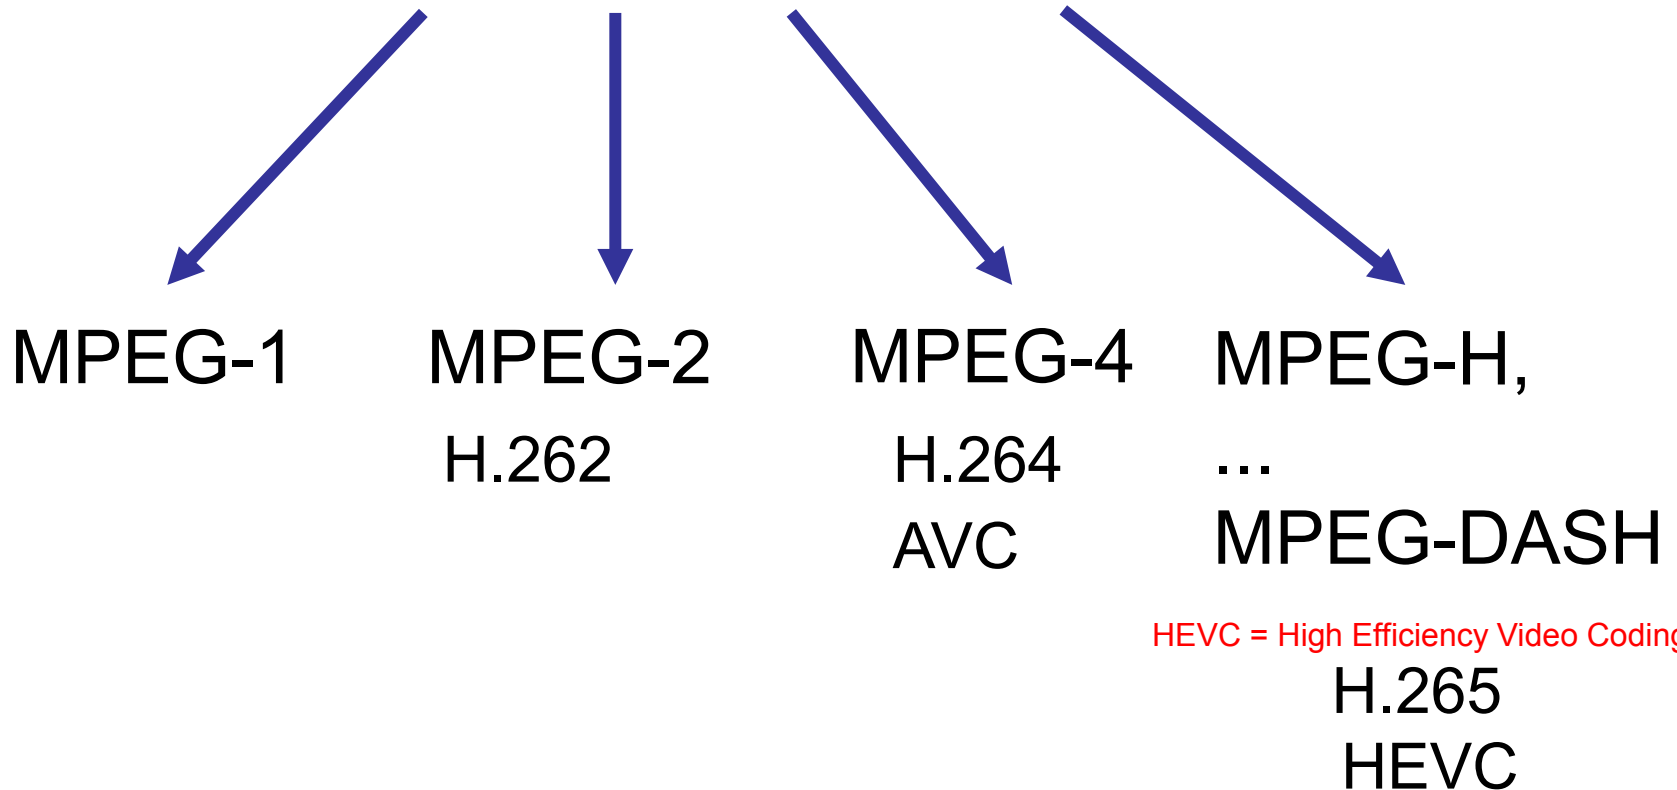 MPEG-1
MPEG-2
H.262
MPEG-4
H.264
AVC
MPEG-H,
...
MPEG-DASH
HEVC = High Efficiency Video Coding
H.265
HEVC